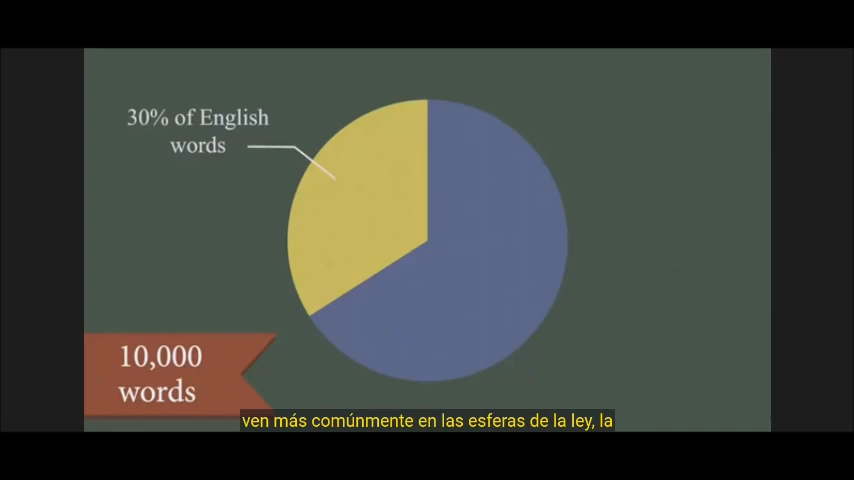 30% of English
words
10,000
words
ven más comúnmente en las esferas de la ley, la